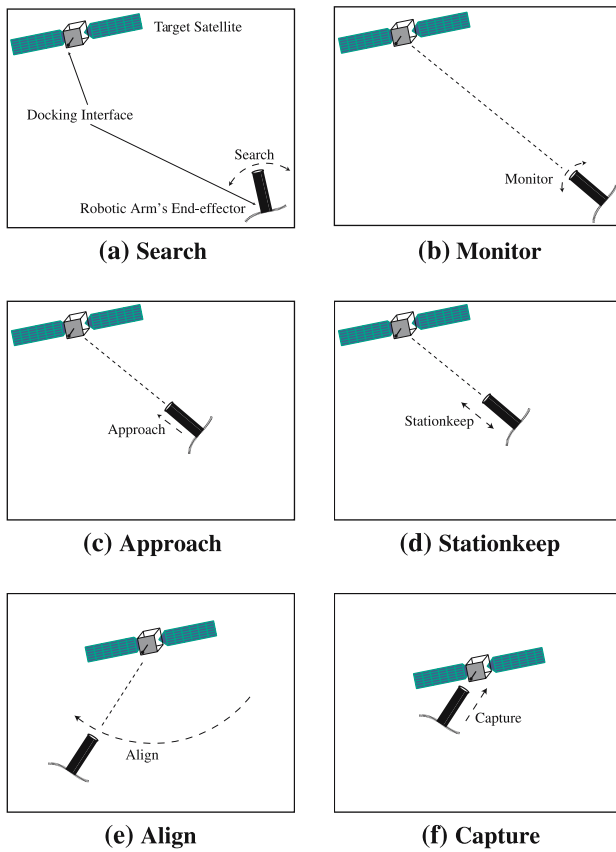 Target Satellite
Docking Interface
Search
Robotic Arm's End-effector
(a) Search
Monitor
(b) Monitor
Approach
(c) Approach
Stationkeep
(d) Stationkeep
Align
(e) Align
Capture
(f) Capture